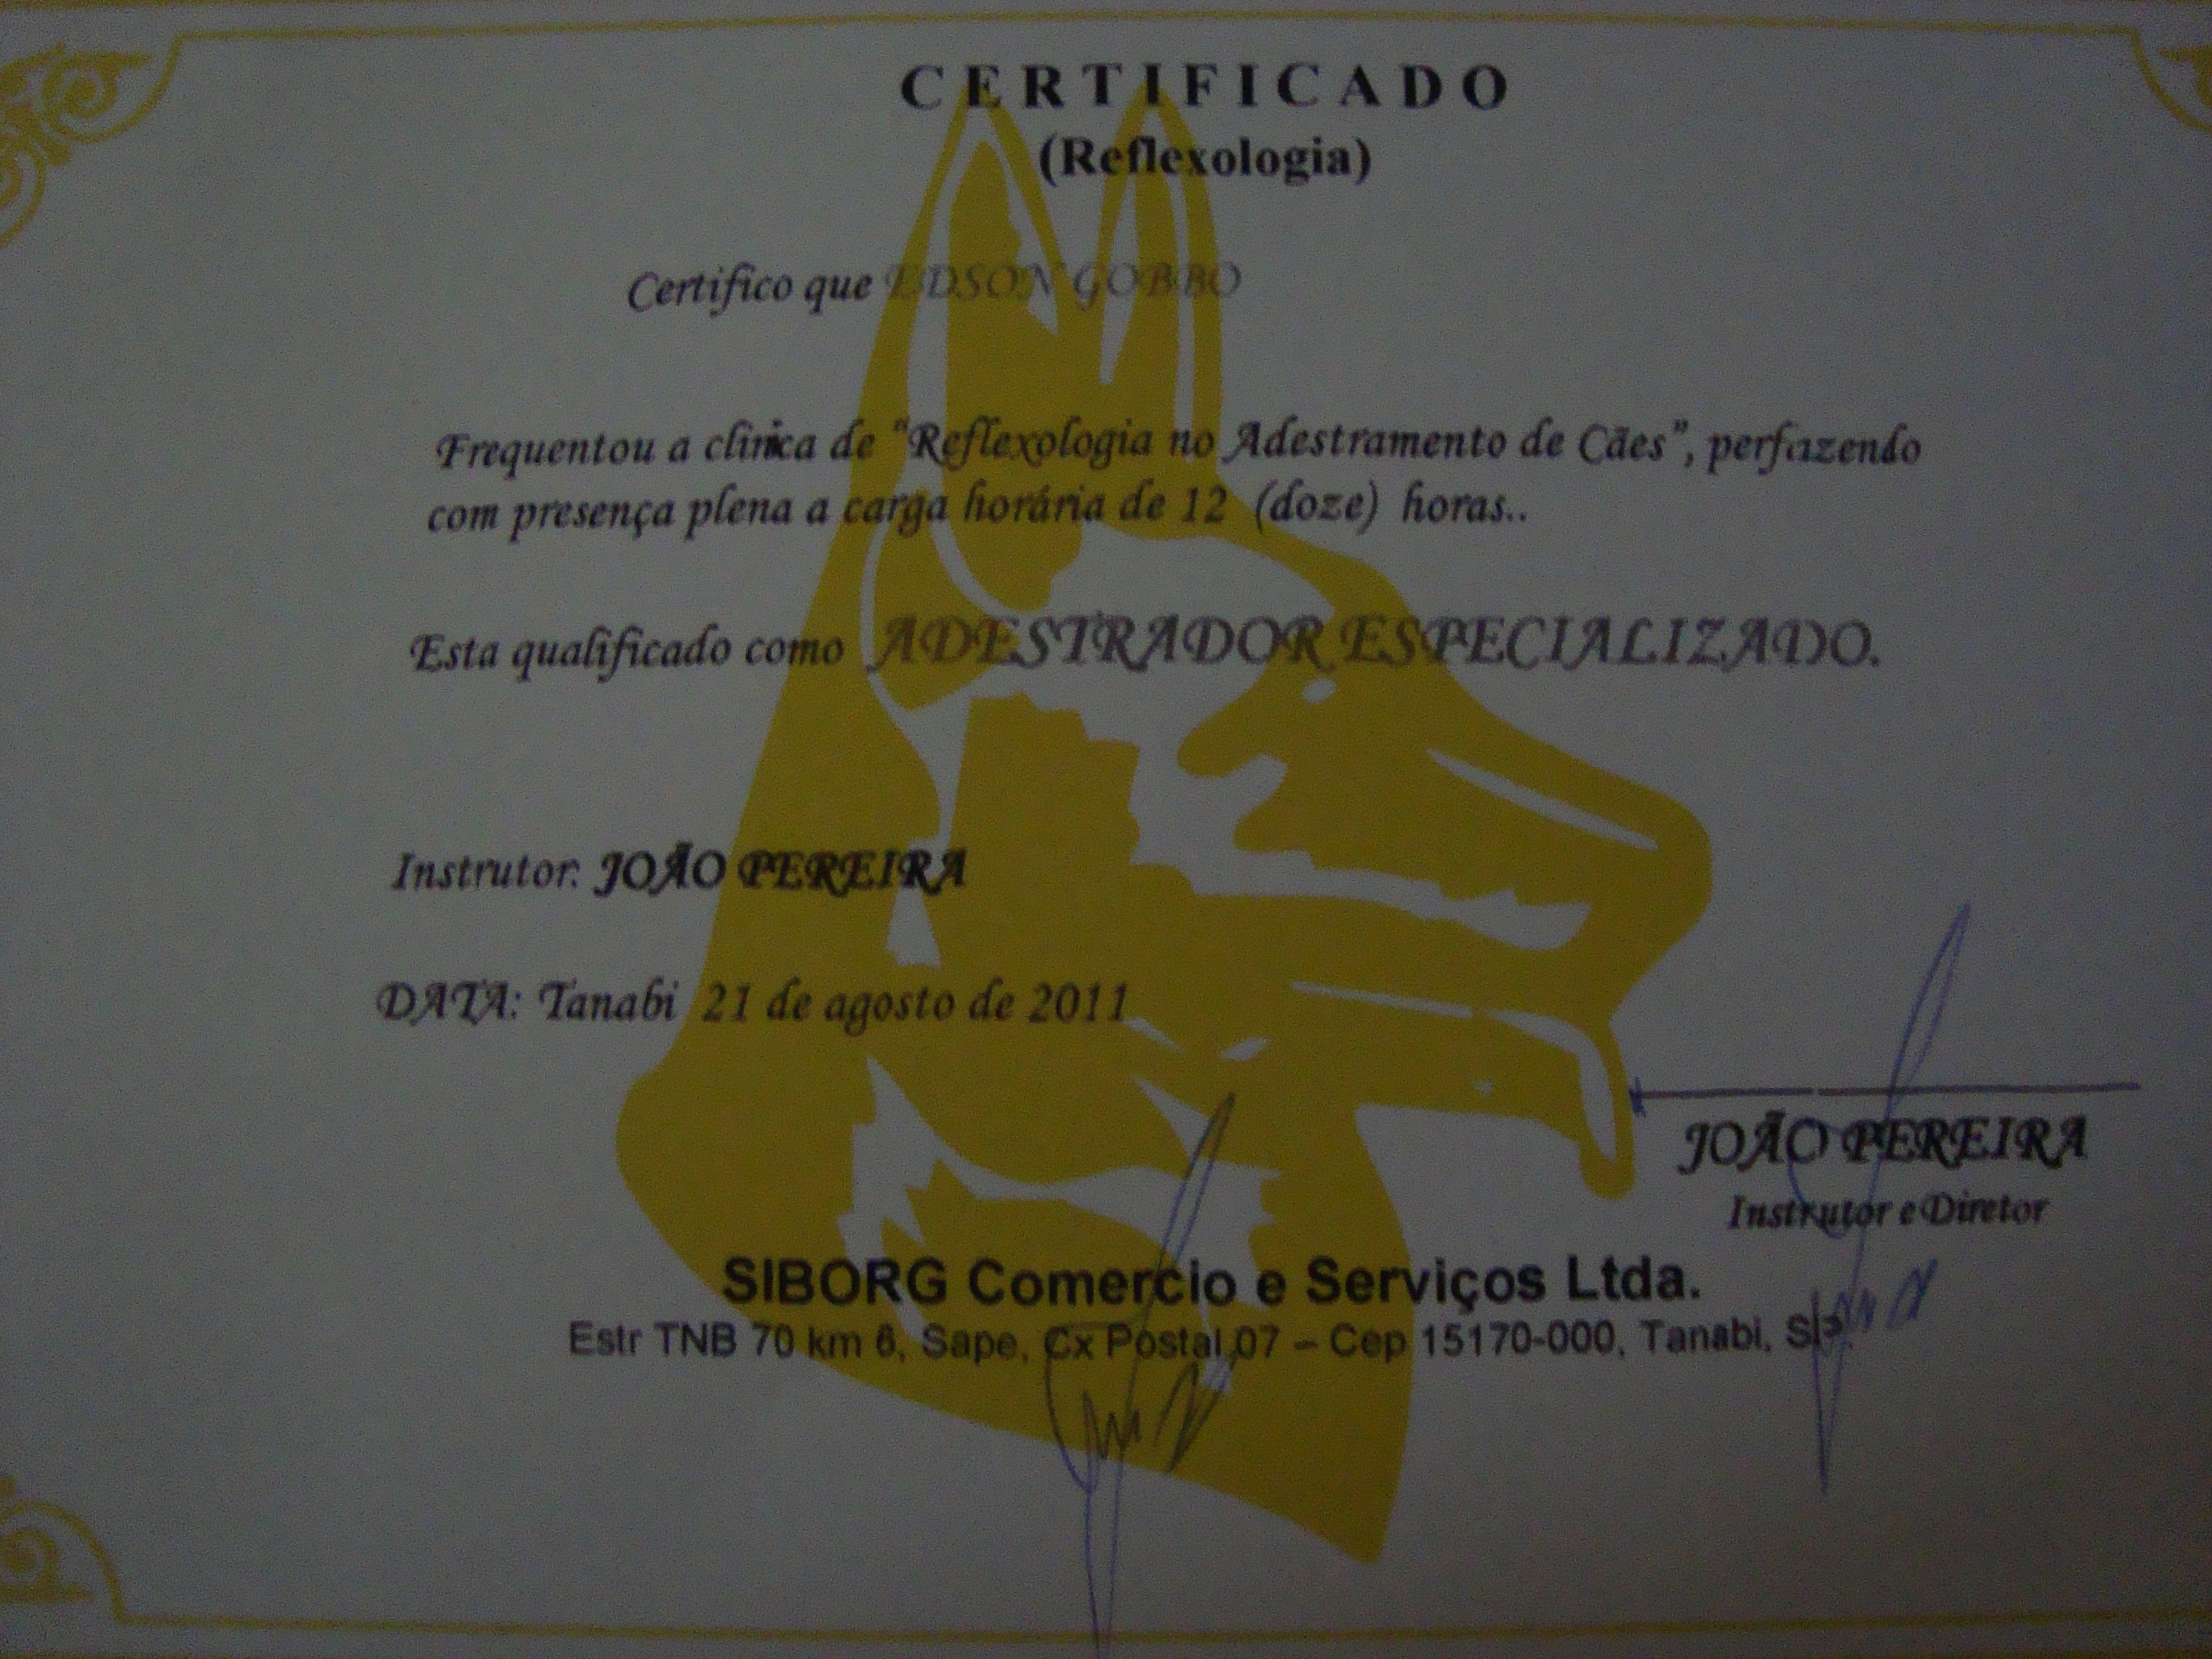 CERTIFICADO
(Reflexologia)
Certifico que EDSON GOBBO
Frequentou a clinica de “Reflexologia no Adestramento de Cães”, perfazendo
com presença plena a carga horária de 12 (doze) horas..
Esta qualificado como ADESTRADOR ESPECIALIZADO.
Instrutor: JOÃO PEREIRA
DATA: Tanabi 21 de agosto de 2011
JOÃO PEREIRA
Instrutor e Diretor
SIBORG Comercio e Serviços Ltda.
Estr TNB 70 km 6, Sape, Cx Postal 07 – Cep 15170-000, Tanabi, SP.